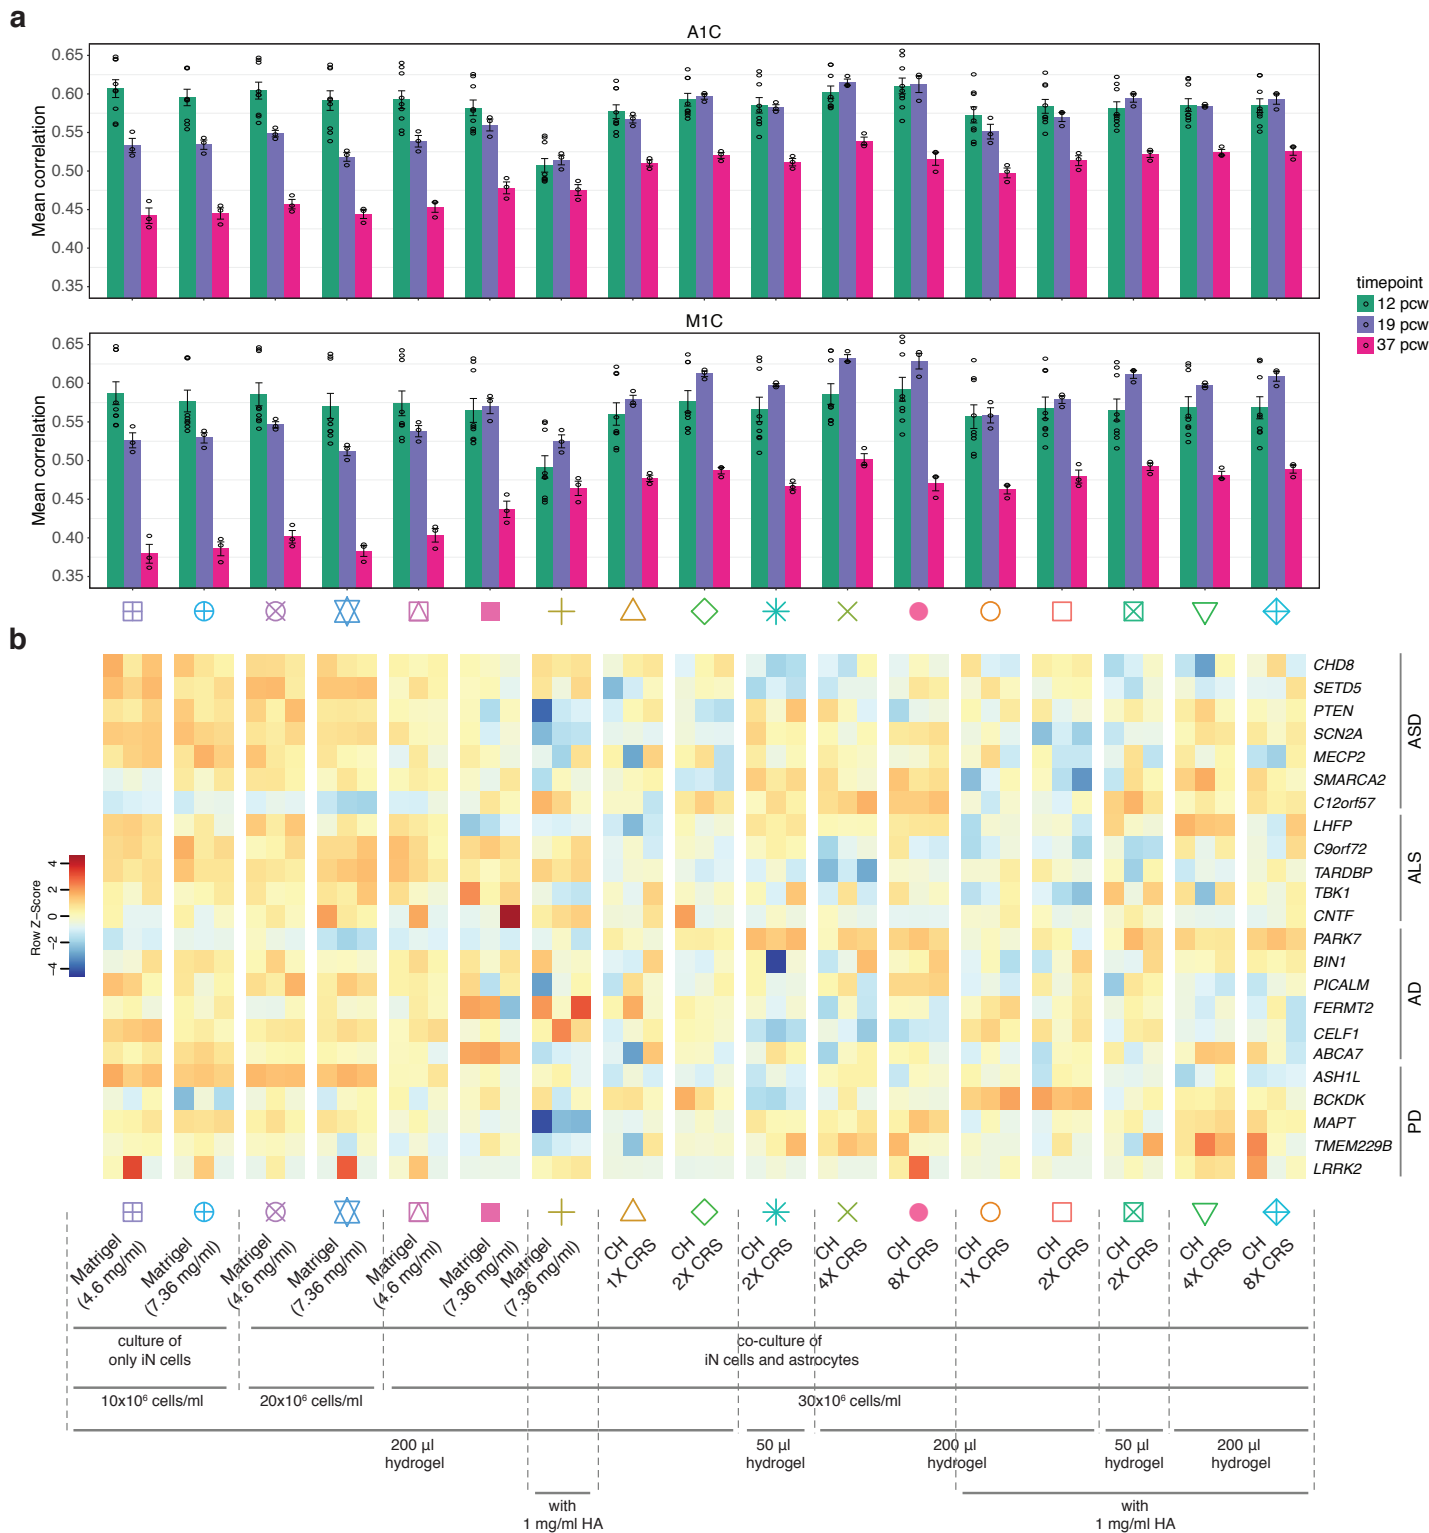 a
A1C
Mean correlation
0.65
0.60
0.55
0.50
0.45
0.40
0.35
M1C
Mean correlation
0.65
0.60
0.55
0.50
0.45
0.40
0.35
timepoint
12 pcw
19 pcw
37 pcw
b
Row Z−Score
4
2
0
−2
−4
CHD8
SETD5
PTEN
SCN2A
MECP2
SMARCA2
C12orf57
LHFP
C9orf72
TARDBP
TBK1
CNTF
PARK7
BIN1
PICALM
FERMT2
CELF1
ABCA7
ASH1L
BCKDK
MAPT
TMEM229B
LRRK2
ASD
ALS
AD
PD
Matrigel
(4.6 mg/ml)
Matrigel
(7.36 mg/ml)
Matrigel
(4.6 mg/ml)
Matrigel
(7.36 mg/ml)
Matrigel
(4.6 mg/ml)
Matrigel
(7.36 mg/ml)
Matrigel
(7.36 mg/ml)
CH
1X CRS
CH
2X CRS
CH
2X CRS
CH
4X CRS
CH
8X CRS
CH
1X CRS
CH
2X CRS
CH
2X CRS
CH
4X CRS
CH
8X CRS
culture of
only iN cells
co-culture of
iN cells and astrocytes
10x10⁶ cells/ml
20x10⁶ cells/ml
30x10⁶ cells/ml
200 µl
hydrogel
50 µl
hydrogel
200 µl
hydrogel
50 µl
hydrogel
200 µl
hydrogel
with
1 mg/ml HA
with
1 mg/ml HA